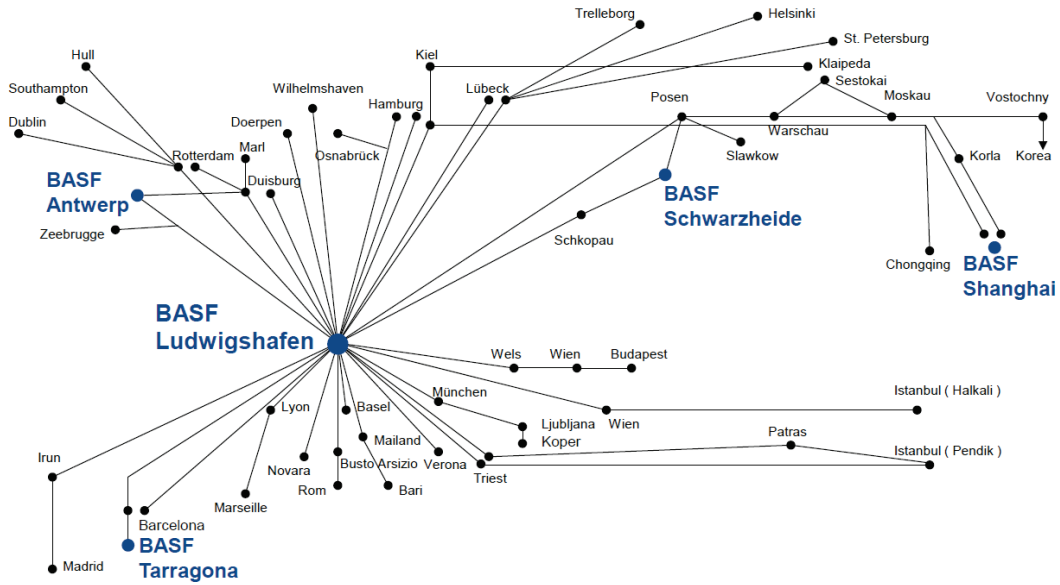 Trelleborg
Helsinki
St. Petersburg
Hull
Kiel
Klaipeda
Sestokai
Southampton
Wilhelmshaven
Lübeck
Hamburg
Posen
Moskau
Vostochny
Dublin
Doerpen
Warschau
Rotterdam
Marl
Osnabrück
Slawkow
Korla
Korea
Duisburg
BASF
Antwerp
BASF
Schwarzheide
Zeebrugge
Schkopau
Chongqing
BASF
Shanghai
BASF
Ludwigshafen
Wels
Wien
Budapest
München
Istanbul ( Halkali )
Lyon
Basel
Ljubljana
Wien
Koper
Patras
Mailand
Istanbul ( Pendik )
Irun
Novara
Busto Arsizio
Verona
Triest
Rom
Bari
Marseille
Barcelona
BASF
Tarragona
Madrid